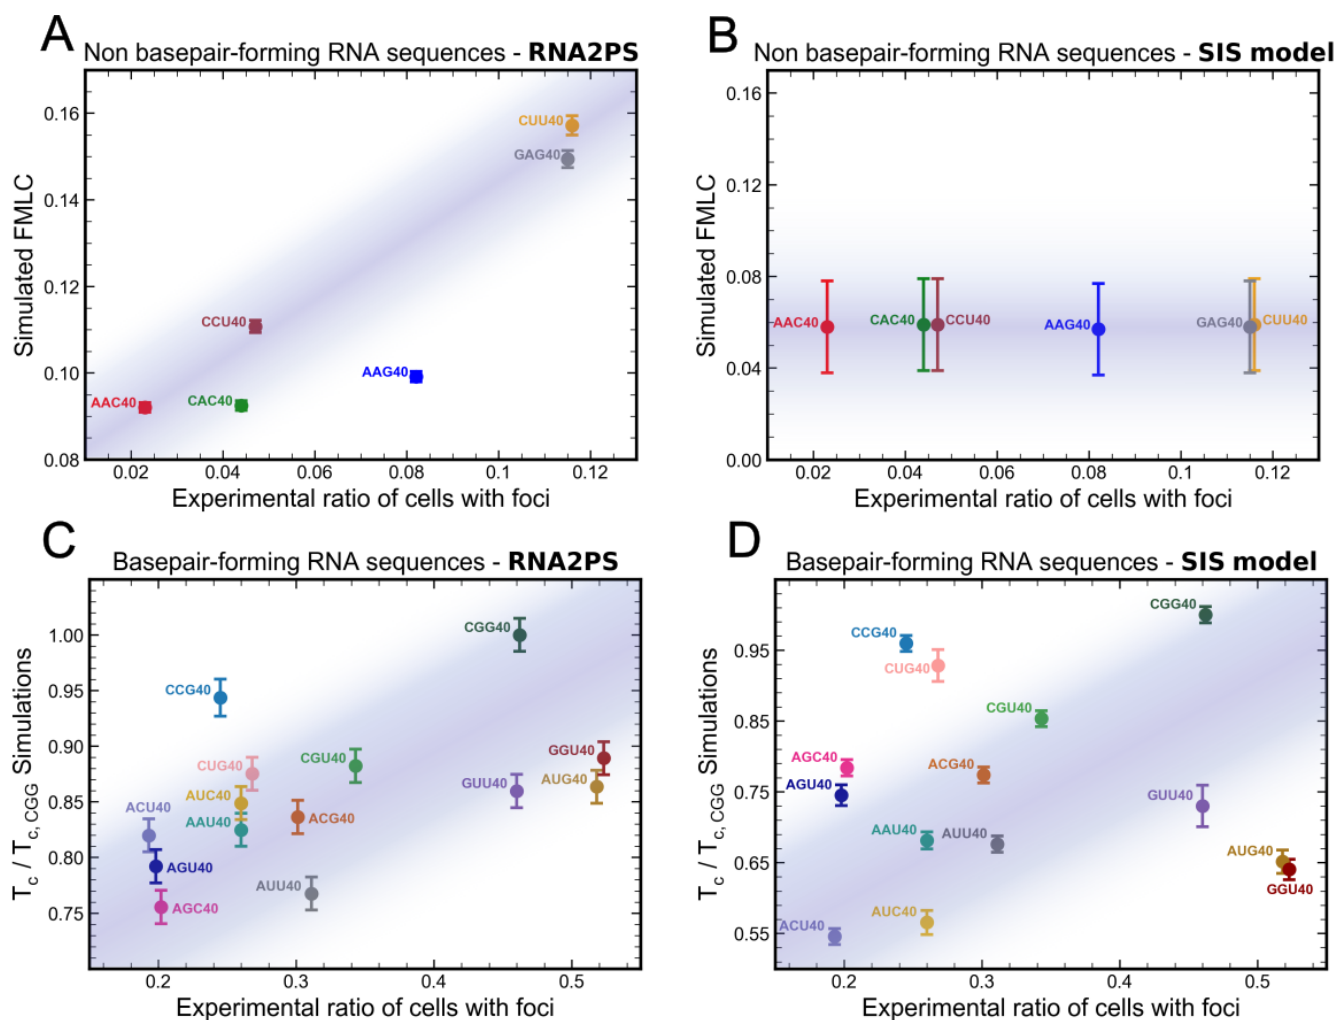 A
Non basepair-forming RNA sequences - RNA2PS
Simulated FMLC
0.16
0.14
0.12
0.10
0.08
CUU40
GAG40
CCU40
AAG40
AAC40
CAC40
0.02
0.04
0.06
0.08
0.10
0.12
Experimental ratio of cells with foci
B
Non basepair-forming RNA sequences - SIS model
Simulated FMLC
0.16
0.12
0.08
0.04
0.00
AAC40
CAC40
CCU40
AAG40
GAG40
CUU40
0.02
0.04
0.06
0.08
0.1
0.12
Experimental ratio of cells with foci
C
Basepair-forming RNA sequences - RNA2PS
T_c / T_c, CGG Simulations
1.00
0.95
0.90
0.85
0.80
0.75
CGG40
CCG40
CUG40
CGU40
GGU40
GUU40
AUG40
AUC40
ACU40
AAU40
ACG40
AGU40
AUU40
AGC40
0.2
0.3
0.4
0.5
Experimental ratio of cells with foci
D
Basepair-forming RNA sequences - SIS model
T_c / T_c, CGG Simulations
0.95
0.85
0.75
0.65
0.55
CGG40
CCG40
CUG40
CGU40
AGC40
ACG40
AGU40
GUU40
AAU40
AUU40
AUG40
GGU40
AUC40
ACU40
0.2
0.3
0.4
0.5
Experimental ratio of cells with foci